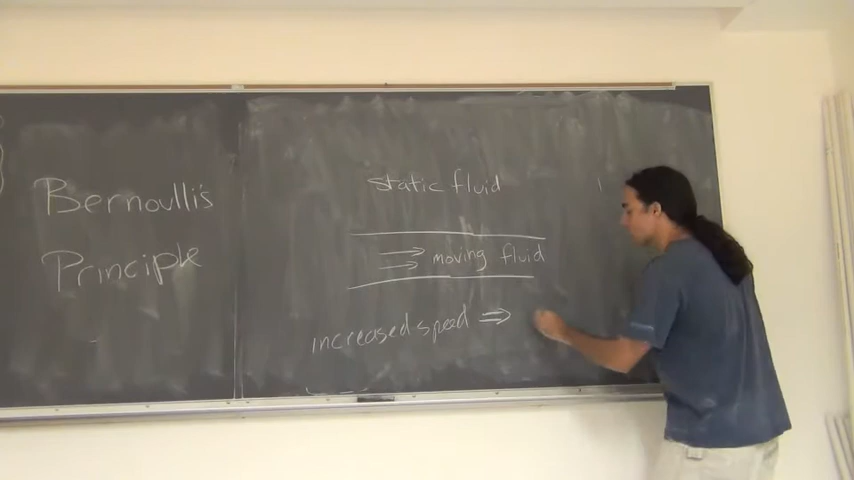 Bernoulli's
Principle
static fluid
moving fluid
increased speed ⇒